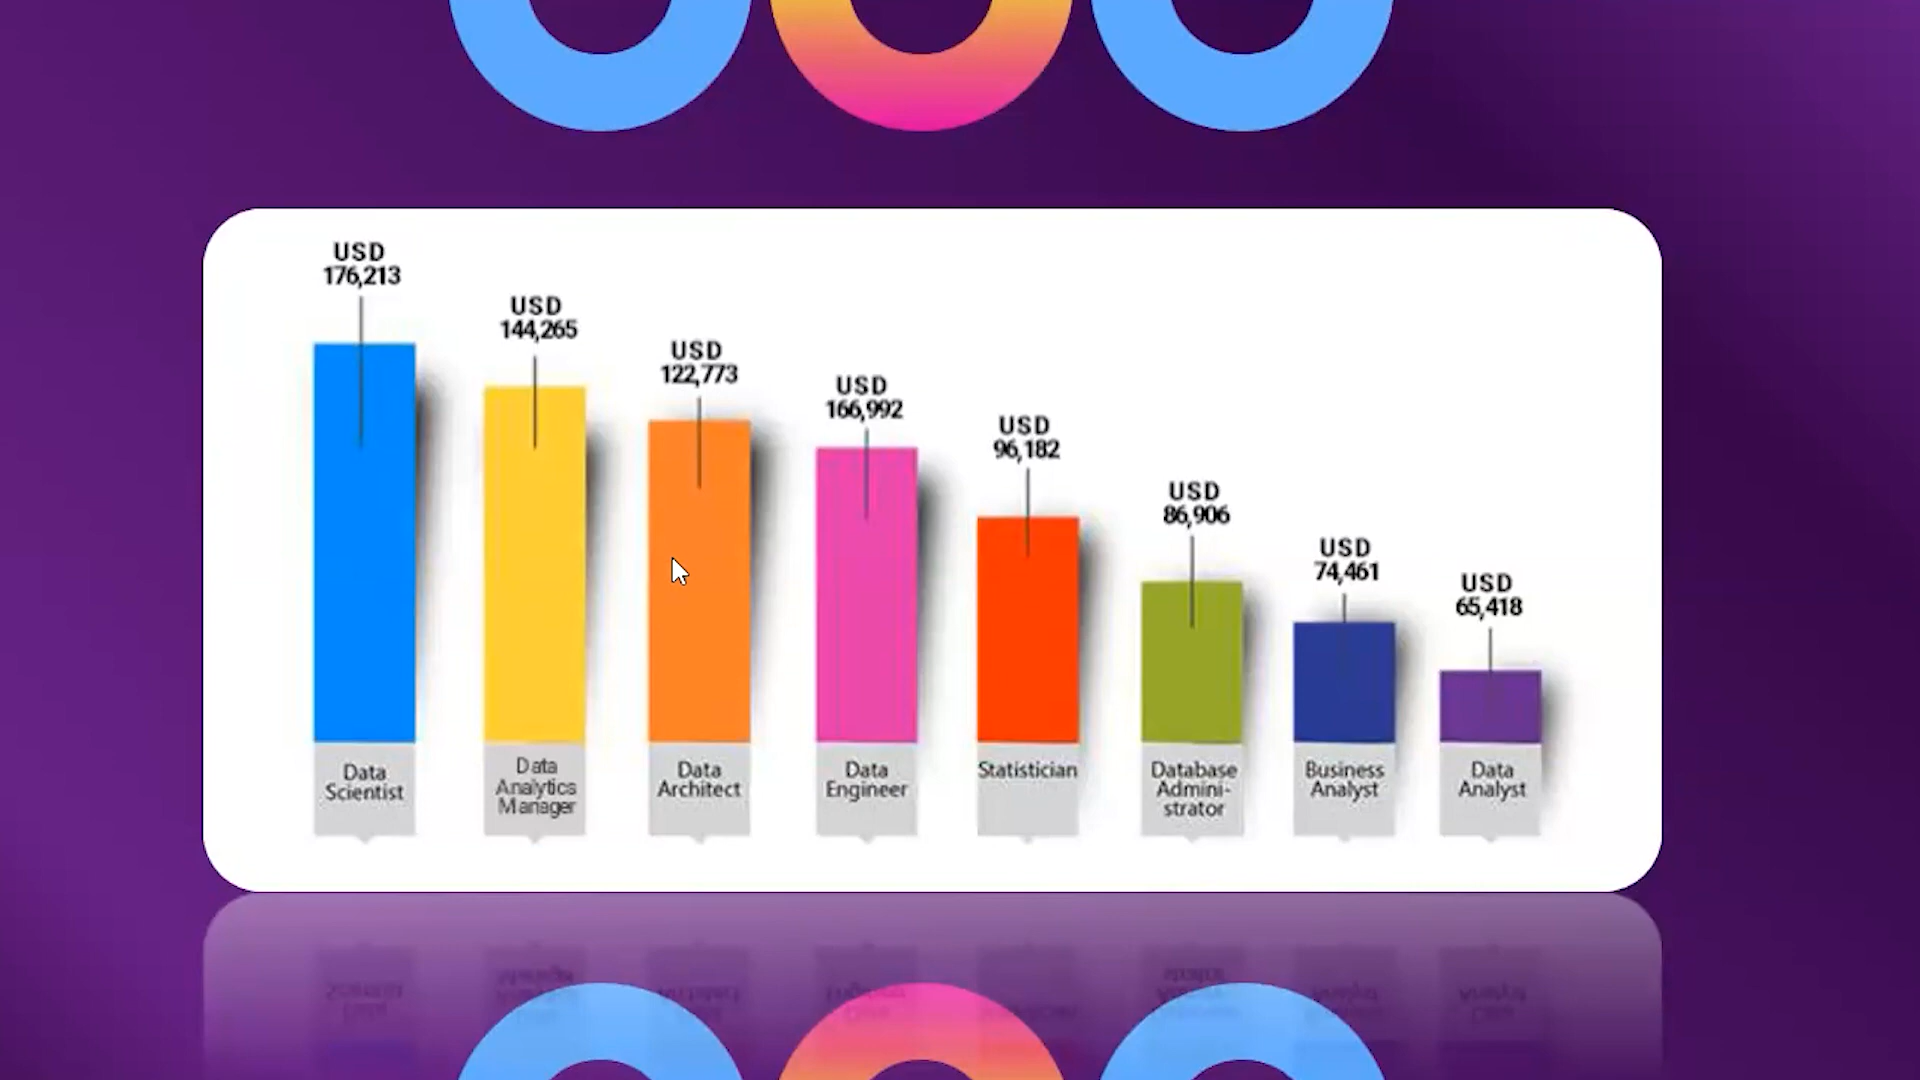 USD
176,213
USD
144,265
USD
122,773
USD
166,992
USD
96,182
USD
86,906
USD
74,461
USD
65,418
Data
Scientist
Data
Analytics
Manager
Data
Architect
Data
Engineer
Statistician
Database
Admini-
strator
Business
Analyst
Data
Analyst